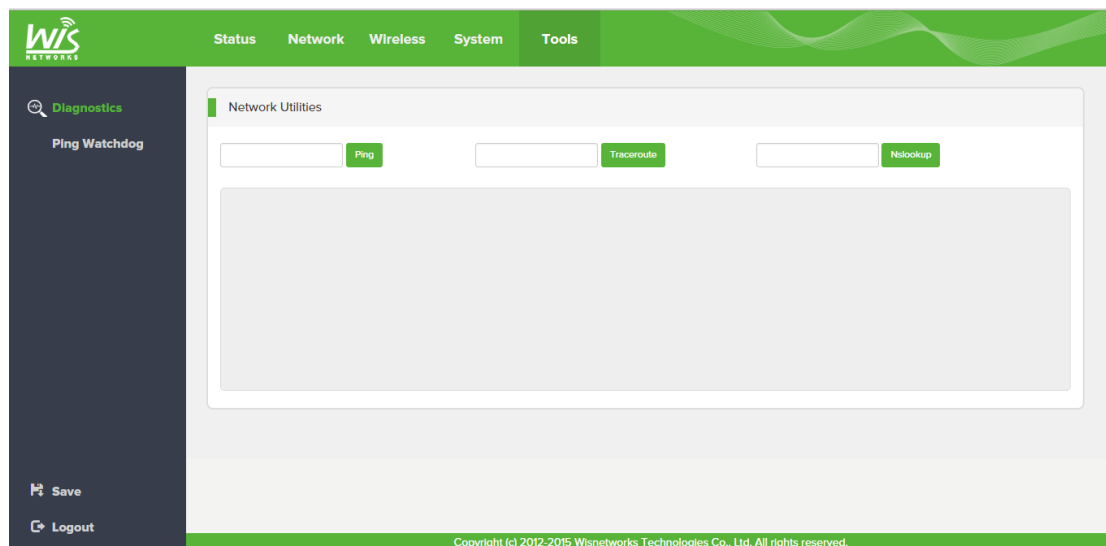 WiS
NETWORKS
Status Network Wireless System Tools
Diagnostics
Ping Watchdog
Network Utilities
Ping Traceroute Nslookup
Save
Logout
Copyright (c) 2012-2015 Wisnetworks Technologies Co., Ltd. All rights reserved.